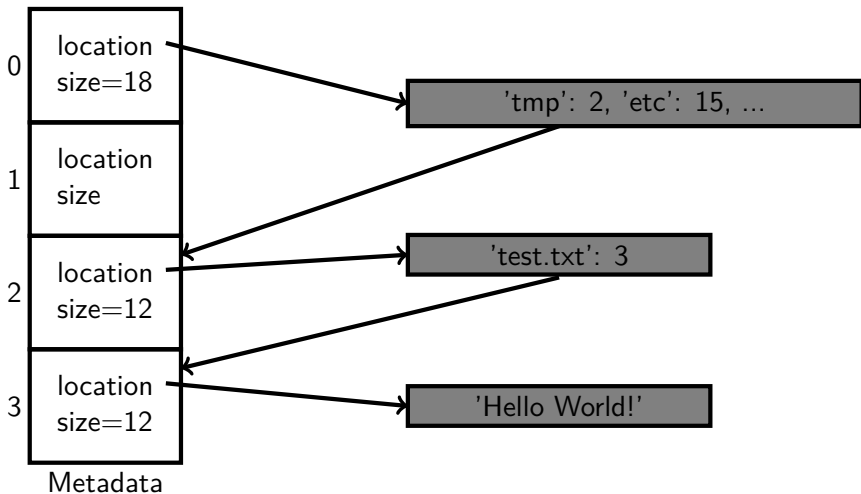 0
location
size=18
'tmp': 2, 'etc': 15, ...
1
location
size
2
location
size=12
'test.txt': 3
3
location
size=12
'Hello World!'
Metadata